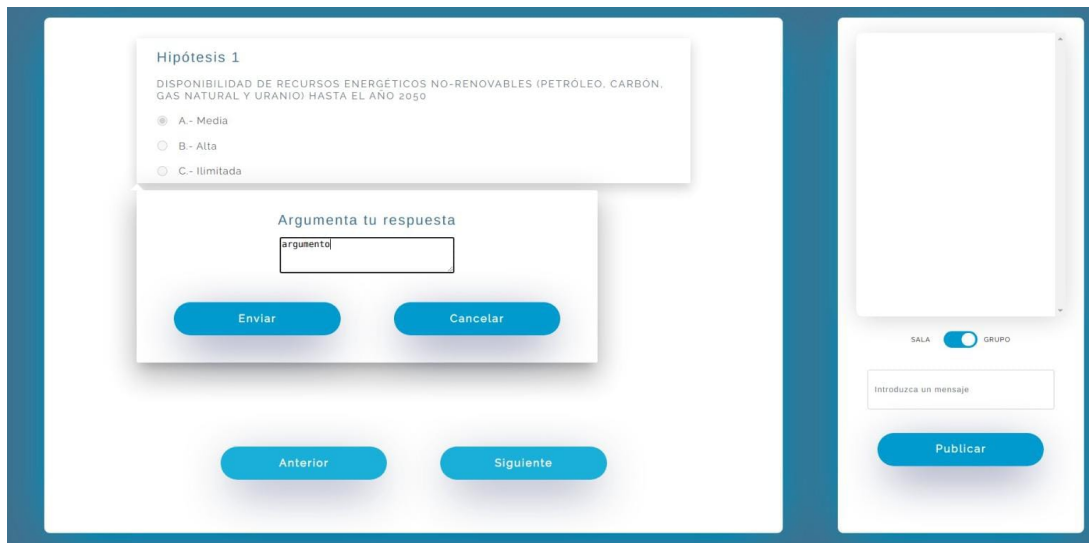 Hipótesis 1
DISPONIBILIDAD DE RECURSOS ENERGÉTICOS NO-RENOVABLES (PETRÓLEO, CARBÓN,
GAS NATURAL Y URANIO) HASTA EL AÑO 2050
A.- Media
B.- Alta
C.- Ilimitada
Argumenta tu respuesta
argumento
Enviar
Cancelar
Anterior
Siguiente
SALA
GRUPO
Introduzca un mensaje
Publicar